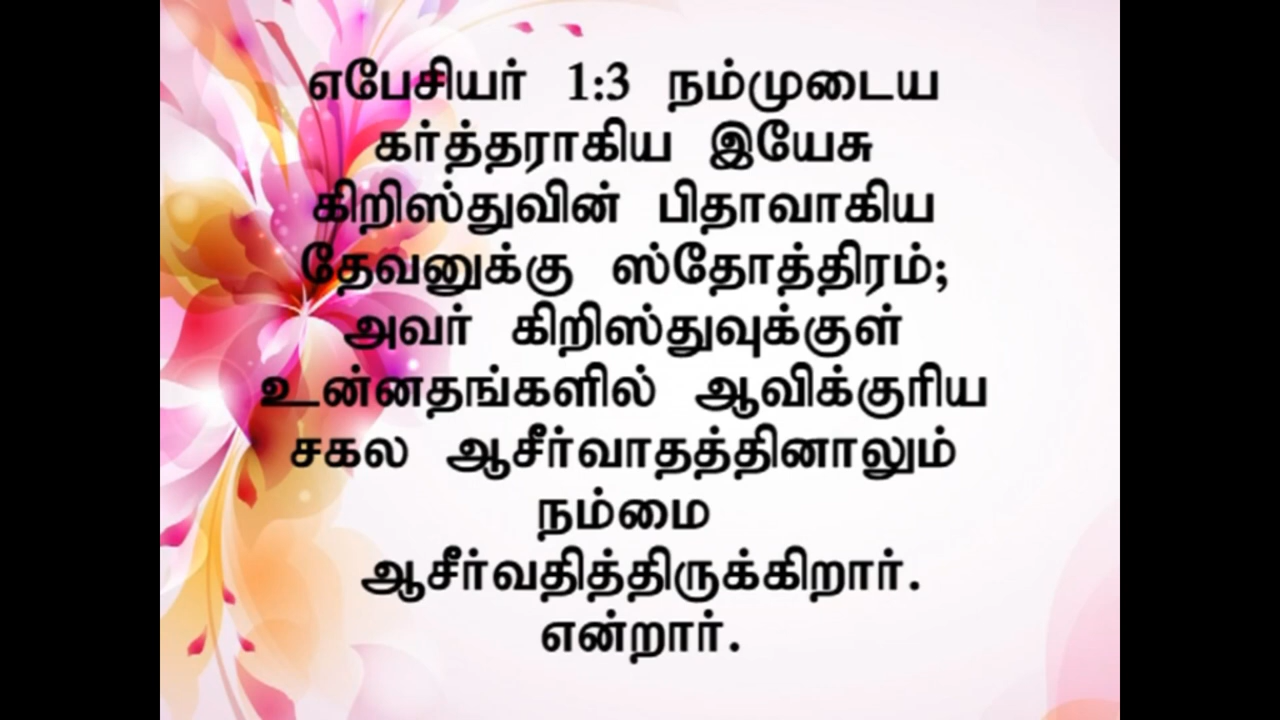 எபேசியர் 1:3 நம்முடைய
கர்த்தராகிய இயேசு
கிறிஸ்துவின் பிதாவாகிய
தேவனுக்கு ஸ்தோத்திரம்;
அவர் கிறிஸ்துவுக்குள்
உன்னதங்களில் ஆவிக்குரிய
சகல ஆசீர்வாதத்தினாலும்
நம்மை
ஆசீர்வதித்திருக்கிறார்.
என்றார்.